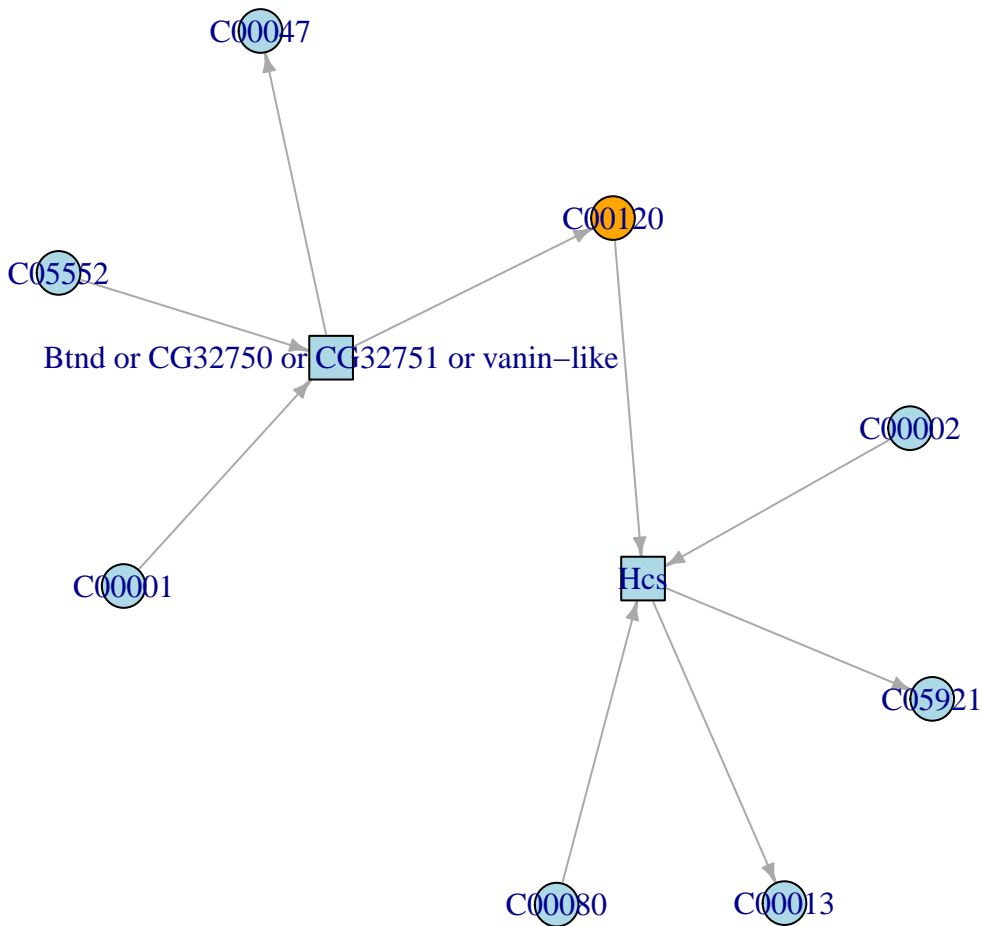 C00047
C00120
C05552
Btnd or CG32750 or CG32751 or vanin−like
C00002
Hcs
C00001
C05921
C00080
C00013